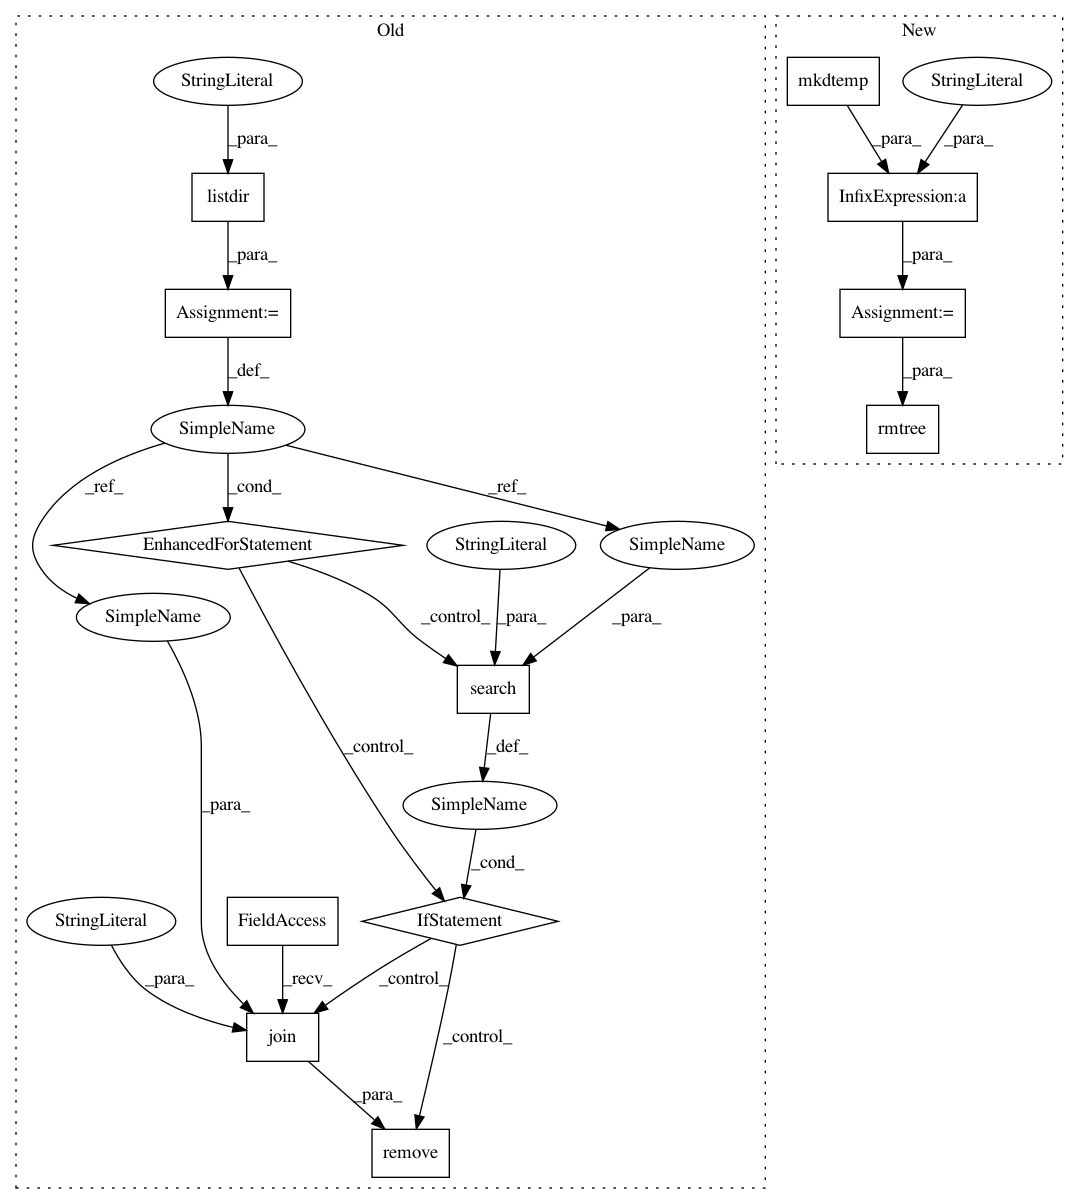 Old
New
StringLiteral
mkdtemp
StringLiteral
_para_
_para_
_para_
listdir
InfixExpression:a
_para_
_para_
Assignment:=
Assignment:=
_def_
_para_
SimpleName
rmtree
_ref_
_cond_
_ref_
EnhancedForStatement
StringLiteral
SimpleName
SimpleName
_control_
_para_
_para_
search
_control_
_def_
_para_
SimpleName
_cond_
StringLiteral
FieldAccess
IfStatement
_para_
_recv_
_control_
join
_control_
_para_
remove